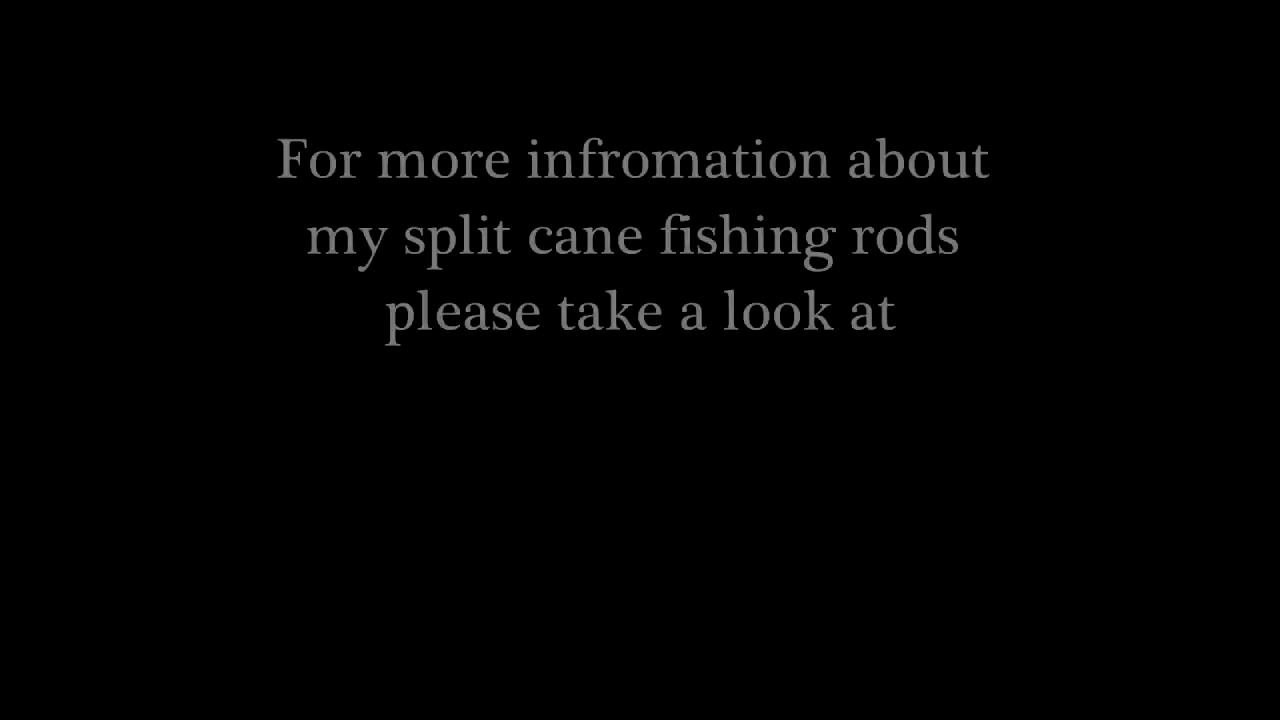 For more infromation about
my split cane fishing rods
please take a look at